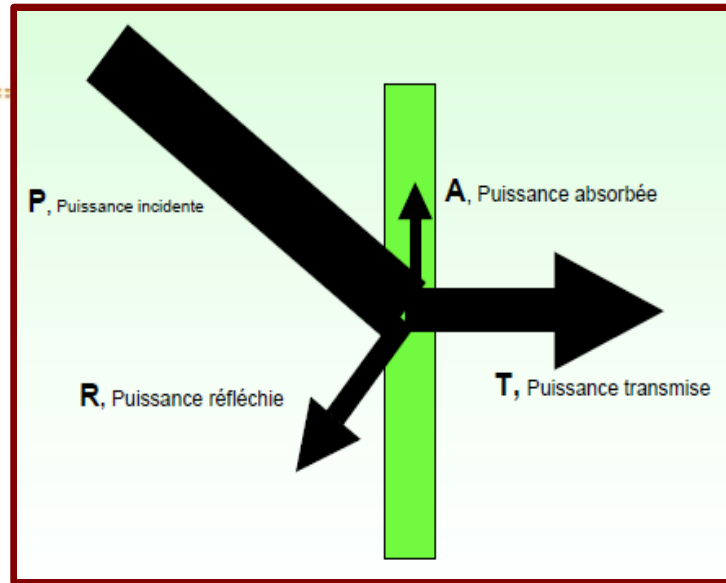 P, Puissance incidente
A, Puissance absorbée
R, Puissance réfléchie
T, Puissance transmise